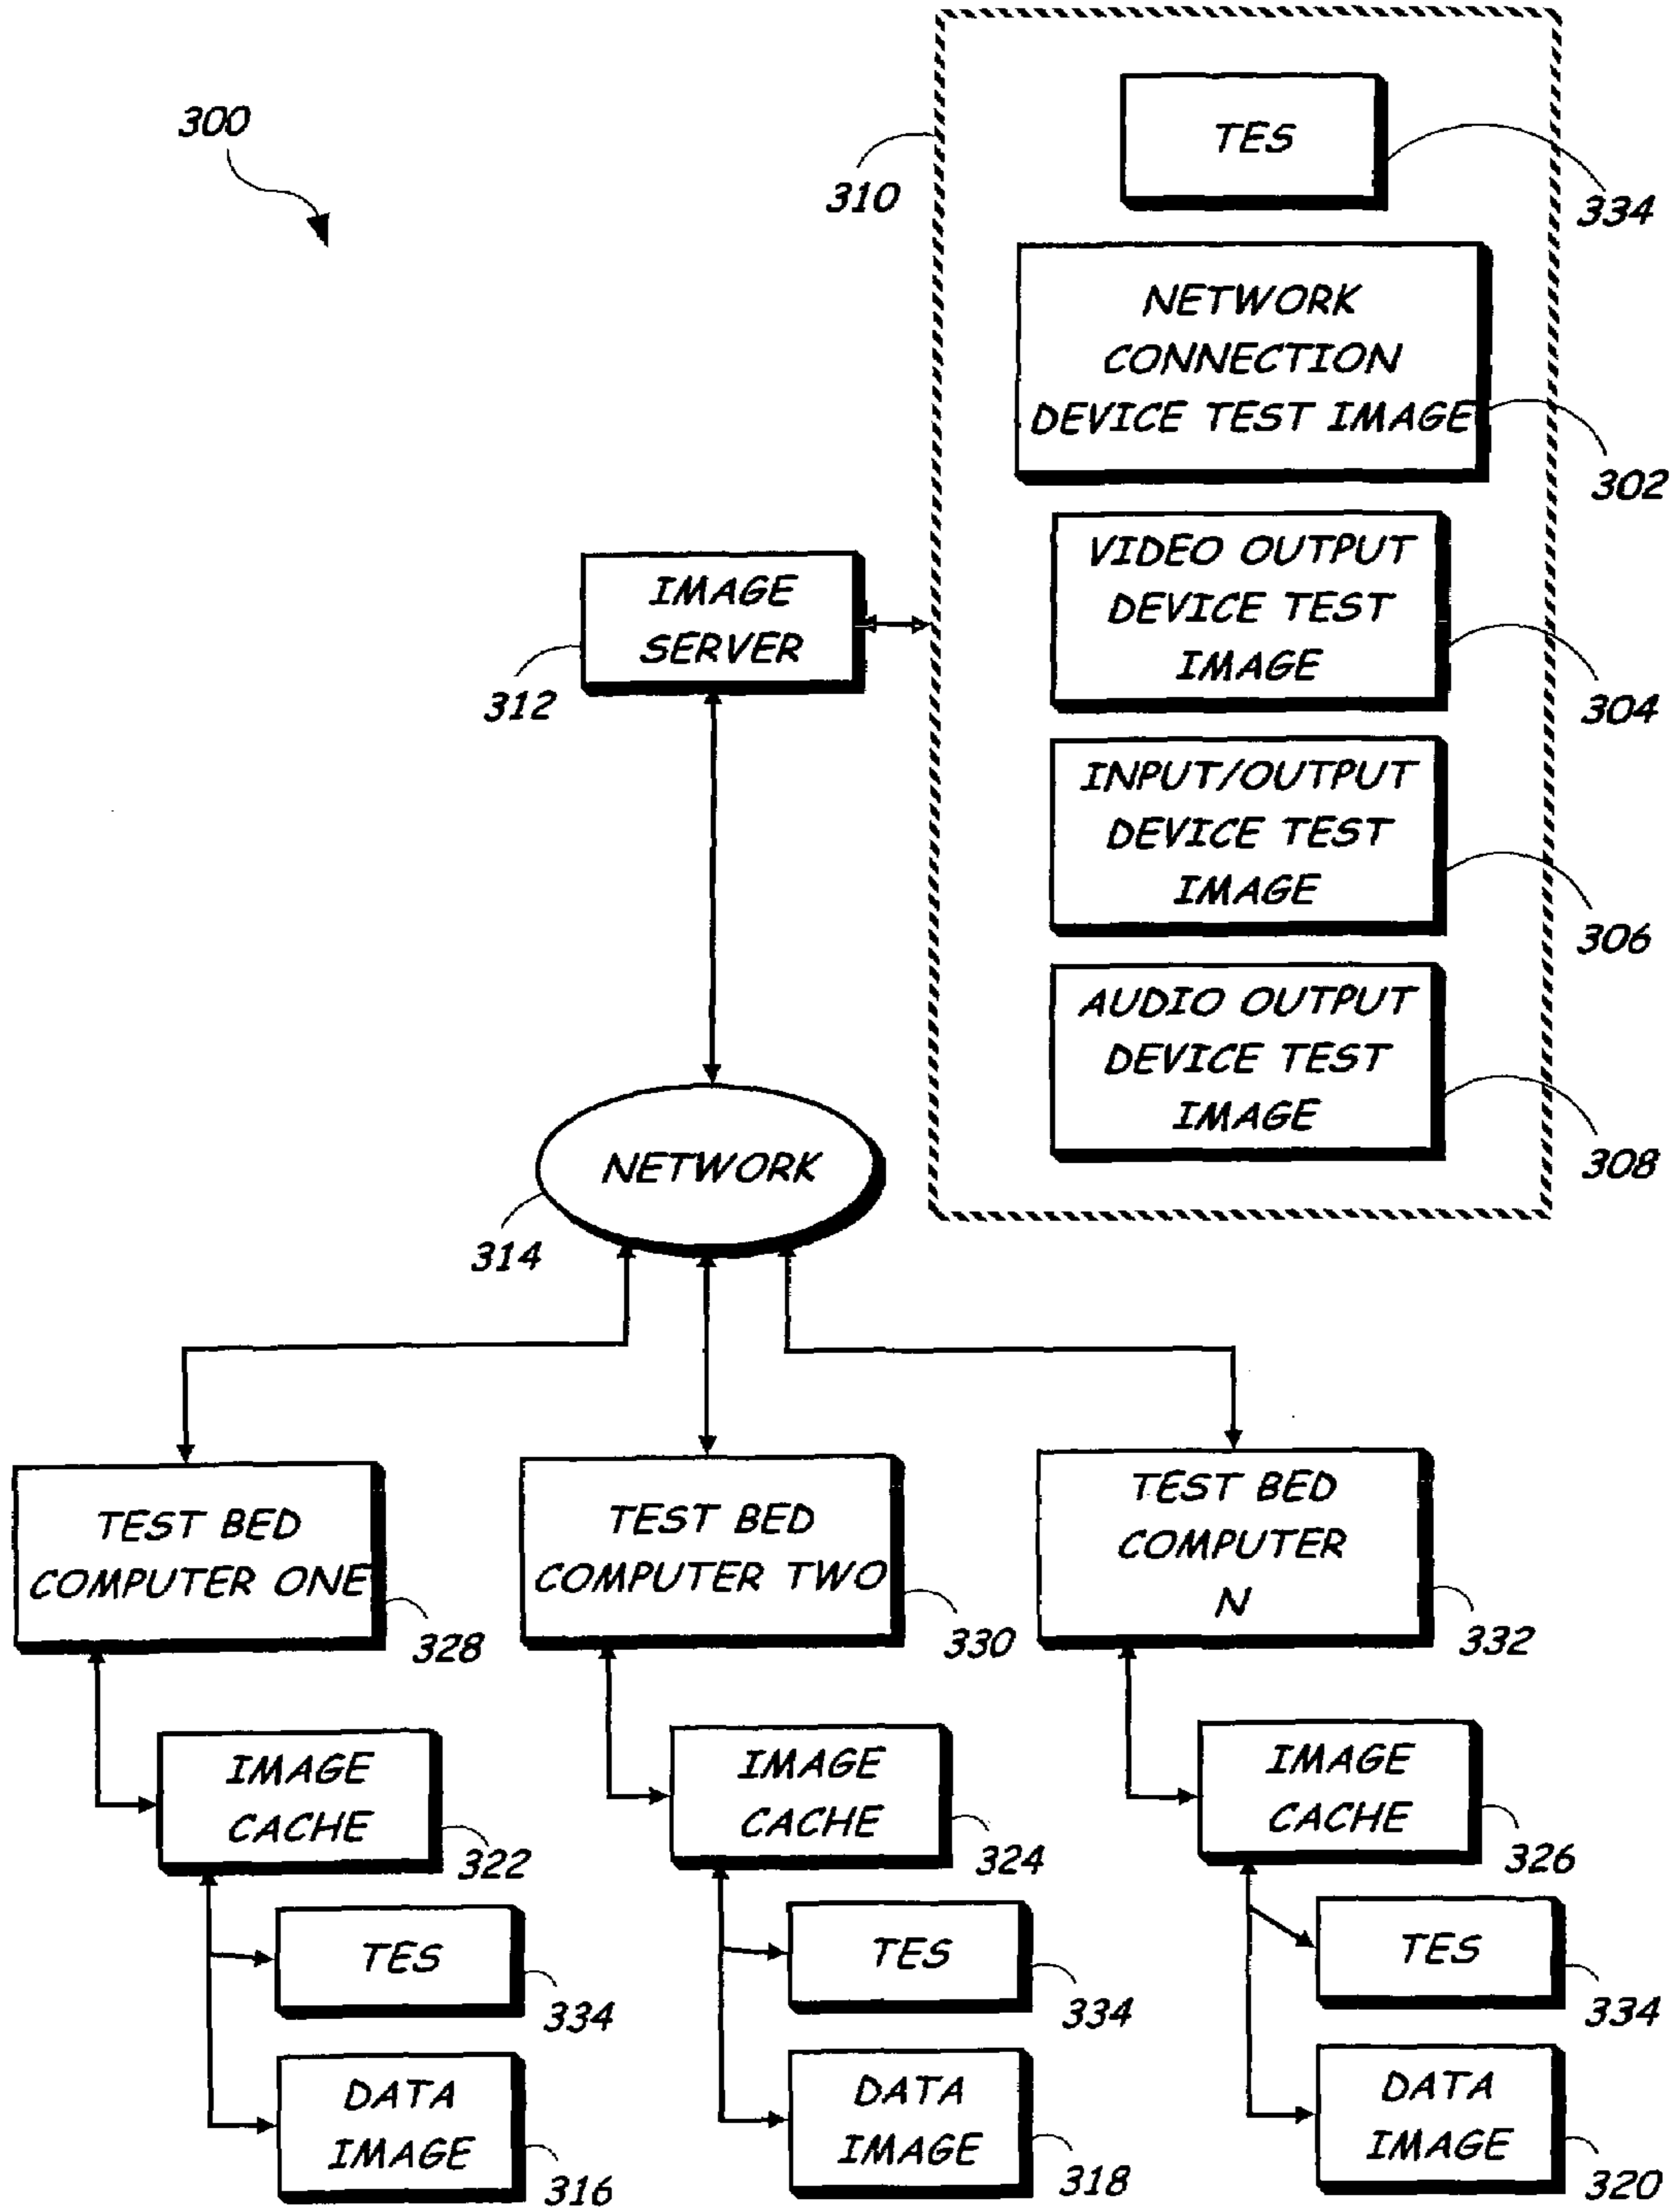 300
310
TES
334
NETWORK
CONNECTION
DEVICE TEST IMAGE
302
VIDEO OUTPUT
DEVICE TEST
IMAGE
304
INPUT/OUTPUT
DEVICE TEST
IMAGE
306
AUDIO OUTPUT
DEVICE TEST
IMAGE
308
IMAGE
SERVER
312
NETWORK
314
TEST BED
COMPUTER ONE
328
TEST BED
COMPUTER TWO
330
TEST BED
COMPUTER
N
332
IMAGE
CACHE
322
IMAGE
CACHE
324
IMAGE
CACHE
326
TES
334
TES
334
TES
334
DATA
IMAGE
316
DATA
IMAGE
318
DATA
IMAGE
320